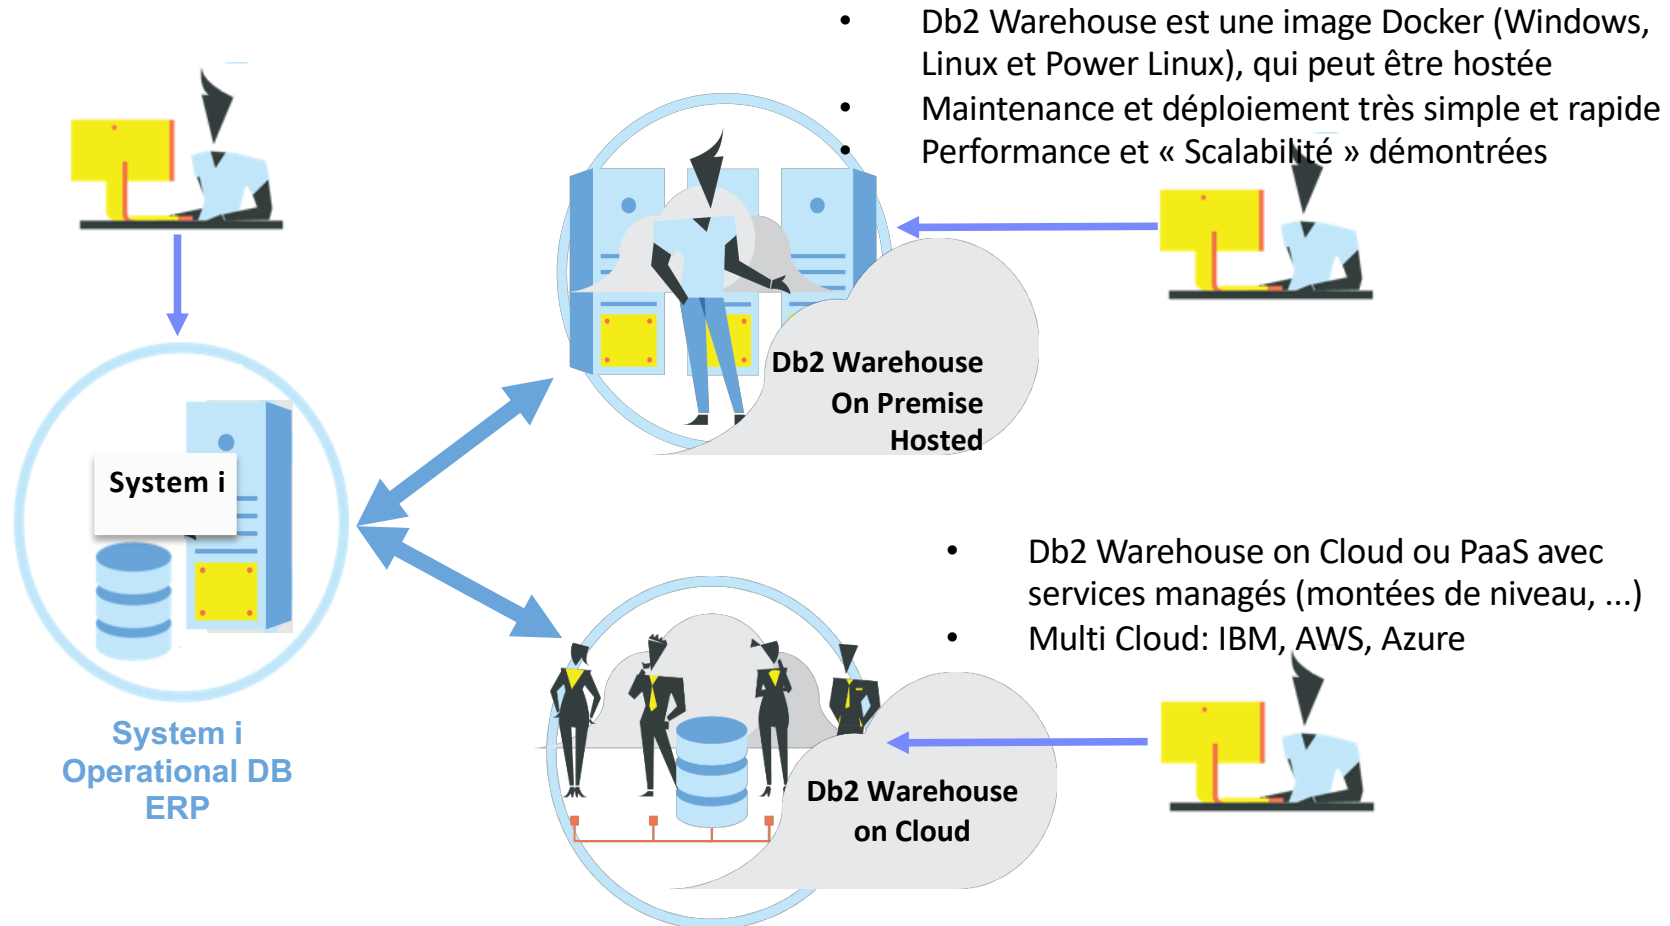 • Db2 Warehouse est une image Docker (Windows,
Linux et Power Linux), qui peut être hostée
• Maintenance et déploiement très simple et rapide
• Performance et « Scalabilité » démontrées
Db2 Warehouse
On Premise
Hosted
System i
System i
Operational DB
ERP
• Db2 Warehouse on Cloud ou PaaS avec
services managés (montées de niveau, ...)
• Multi Cloud: IBM, AWS, Azure
Db2 Warehouse
on Cloud